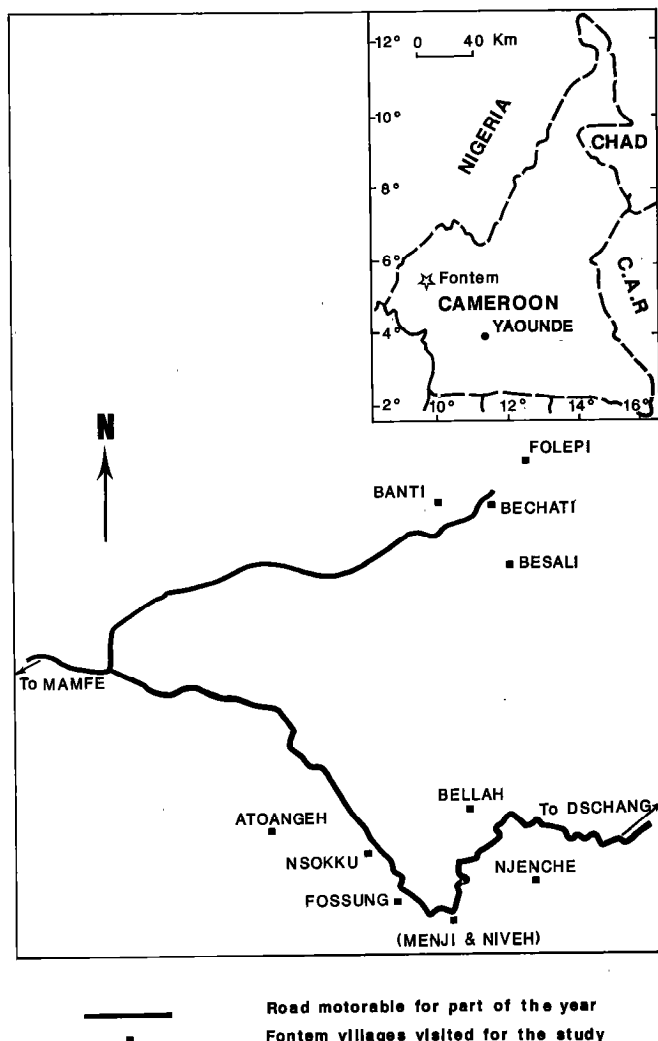 12°
0 40 Km
10°
NIGERIA
CHAD
8°
6°
Fontem
C.A.R
CAMEROON
YAOUNDE
4°
2°
10° 12° 14° 16°
N
FOLEPI
BANTI
BECHATI
BESALI
To MAMFE
BELLAH
To DSCHANG
ATOANGEH
NSOKKU
NJENCHE
FOSSUNG
(MENJI & NIVEH)
Road motorable for part of the year
Fontem villages visited for the study